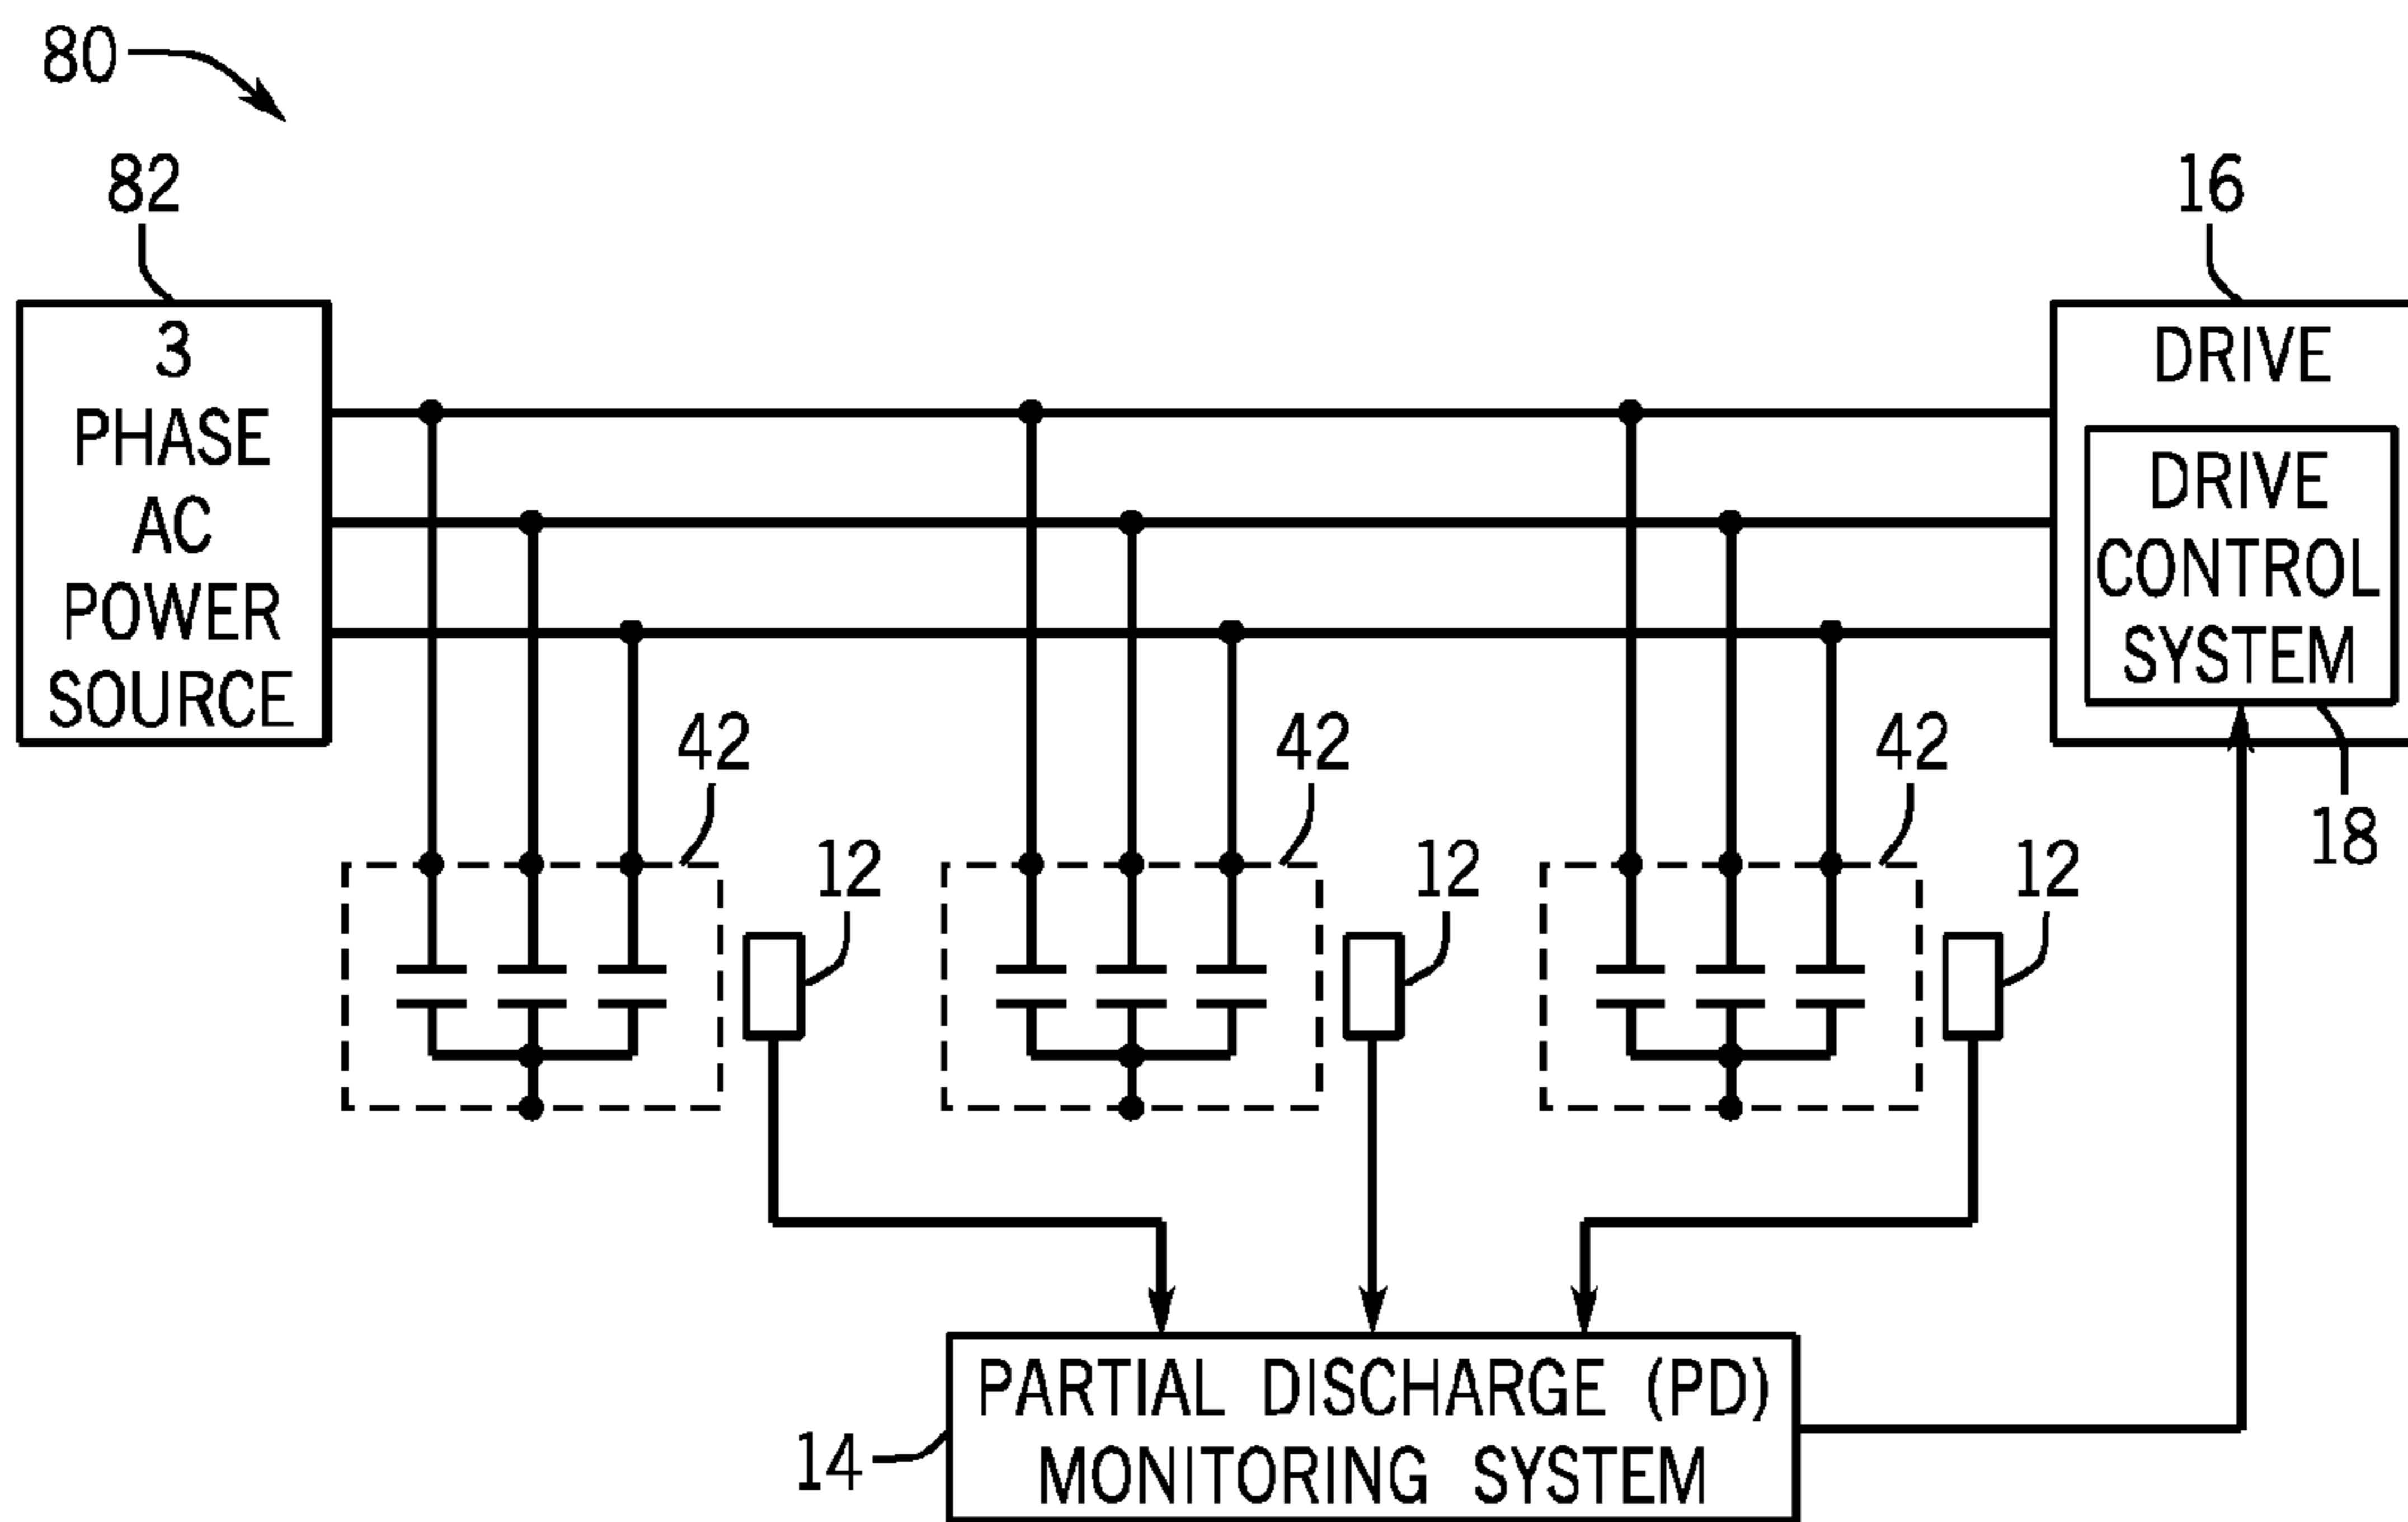 80
82
16
3
PHASE
AC
POWER
SOURCE
DRIVE
DRIVE
CONTROL
SYSTEM
42
42
42
18
12
12
12
14
PARTIAL DISCHARGE (PD)
MONITORING SYSTEM